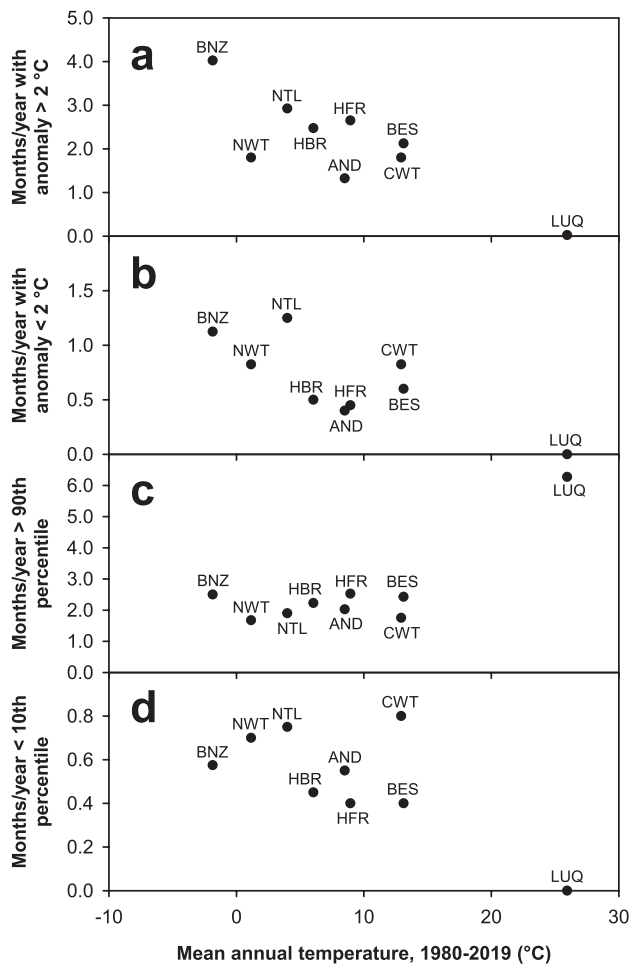 5.0
a
BNZ
4.0
NTL
HFR
3.0
BES
NWT
HBR
2.0
AND
CWT
1.0
LUQ
0.0
Months/year with
anomaly > 2 °C
b
1.5
NTL
BNZ
NWT
CWT
1.0
HBR
HFR
0.5
BES
AND
LUQ
0.0
Months/year with
anomaly < 2 °C
c
6.0
LUQ
5.0
4.0
BNZ
HFR
BES
3.0
HBR
NWT
2.0
NTL
AND
CWT
1.0
0.0
Months/year > 90th
percentile
d
CWT
NTL
NWT
0.8
BNZ
AND
0.6
HBR
BES
0.4
HFR
0.2
LUQ
0.0
Months/year < 10th
percentile
-10 0 10 20 30
Mean annual temperature, 1980-2019 (°C)